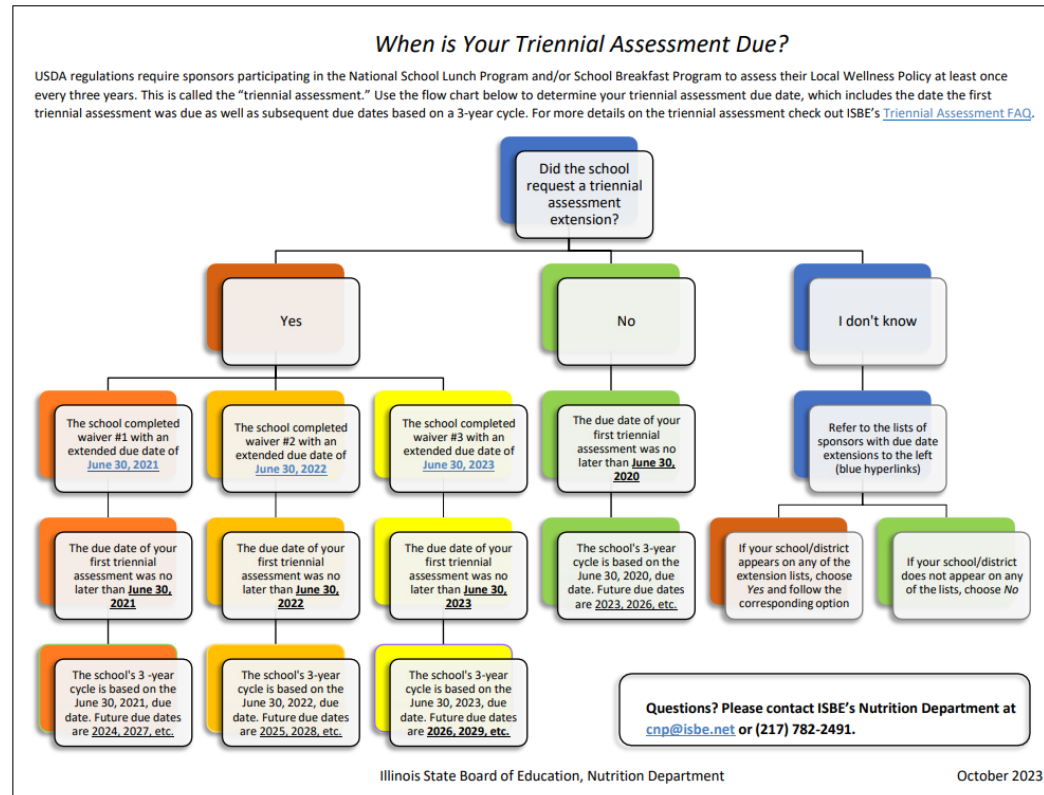 When is Your Triennial Assessment Due?
USDA regulations require sponsors participating in the National School Lunch Program and/or School Breakfast Program to assess their Local Wellness Policy at least once
every three years. This is called the “triennial assessment.” Use the flow chart below to determine your triennial assessment due date, which includes the date the first
triennial assessment was due as well as subsequent due dates based on a 3-year cycle. For more details on the triennial assessment check out ISBE’s Triennial Assessment FAQ.
Did the school
request a triennial
assessment
extension?
Yes
No
I don't know
The school completed
waiver #1 with an
extended due date of
June 30, 2021
The school completed
waiver #2 with an
extended due date of
June 30, 2022
The school completed
waiver #3 with an
extended due date of
June 30, 2023
The due date of your
first triennial
assessment was no
later than June 30,
2020
Refer to the lists of
sponsors with due date
extensions to the left
(blue hyperlinks)
The due date of your
first triennial
assessment was no
later than June 30,
2021
The due date of your
first triennial
assessment was no
later than June 30,
2022
The due date of your
first triennial
assessment was no
later than June 30,
2023
The school's 3-year
cycle is based on the
June 30, 2020, due
date. Future due dates
are 2023, 2026, etc.
If your school/district
appears on any of the
extension lists, choose
Yes and follow the
corresponding option
If your school/district
does not appear on any
of the lists, choose No
The school's 3 -year
cycle is based on the
June 30, 2021, due
date. Future due dates
are 2024, 2027, etc.
The school's 3-year
cycle is based on the
June 30, 2022, due
date. Future due dates
are 2025, 2028, etc.
The school's 3-year
cycle is based on the
June 30, 2023, due
date. Future due dates
are 2026, 2029, etc.
Questions? Please contact ISBE’s Nutrition Department at
cnp@isbe.net or (217) 782-2491.
Illinois State Board of Education, Nutrition Department
October 2023